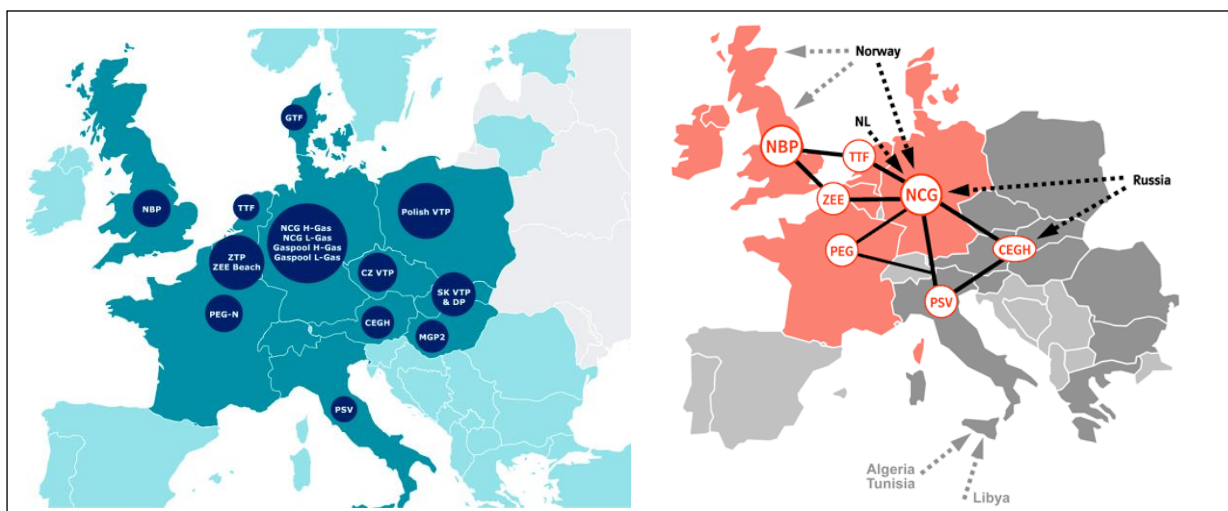 GTF
NBP
TTF
Polish VTP
NCG H-Gas
NCG L-Gas
Gaspool H-Gas
Gaspool L-Gas
ZTP
ZEE Beach
CZ VTP
SK VTP
& DP
PEG-N
CEGH
MGP2
PSV
Norway
NL
NBP
TTF
Russia
ZEE
NCG
PEG
CEGH
PSV
Algeria
Tunisia
Libya